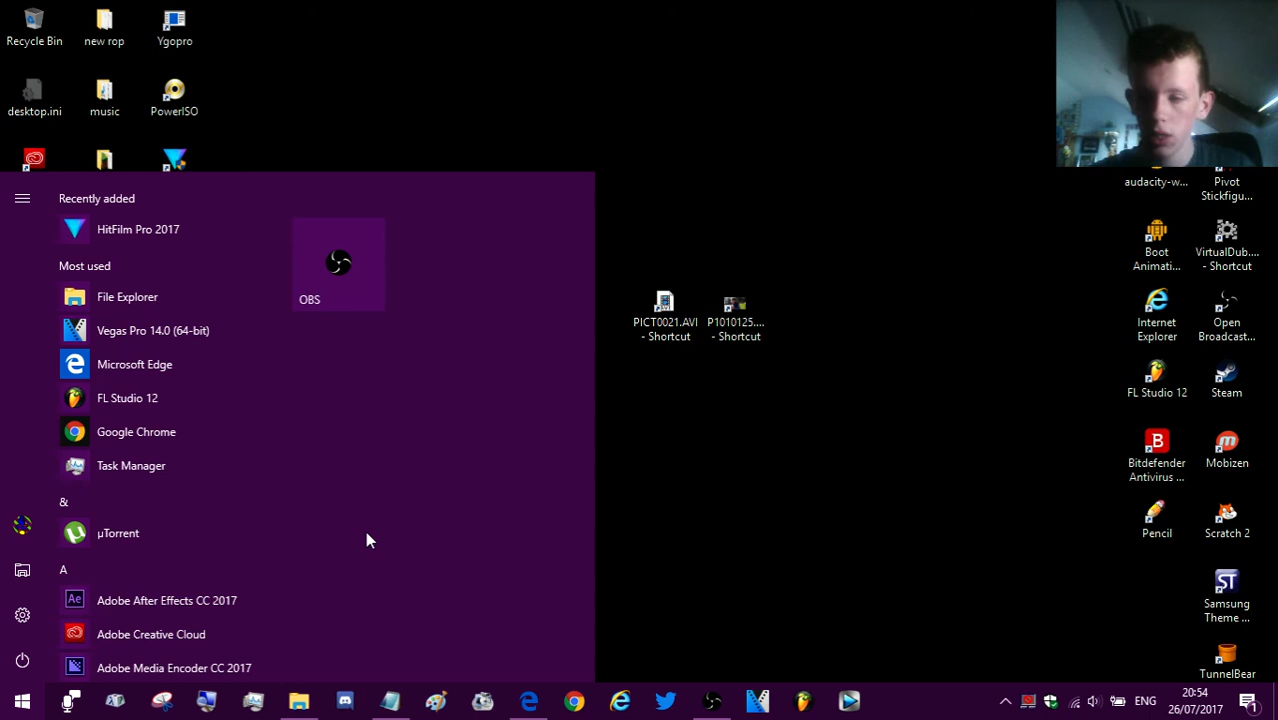 Recycle Bin
new rop
Ygopro
desktop.ini
music
PowerISO
Recently added
HitFilm Pro 2017
Most used
File Explorer
Vegas Pro 14.0 (64-bit)
Microsoft Edge
FL Studio 12
Google Chrome
Task Manager
&
µTorrent
A
Ae
Adobe After Effects CC 2017
Adobe Creative Cloud
Adobe Media Encoder CC 2017
OBS
PICT0021.AVI
- Shortcut
P1010125....
- Shortcut
audacity-w...
Pivot
Stickfigu...
Boot
Animati...
VirtualDub....
- Shortcut
Internet
Explorer
Open
Broadcast...
FL Studio 12
Steam
B
Bitdefender
Antivirus ...
Mobizen
Pencil
Scratch 2
ST
Samsung
Theme ...
TunnelBear
ENG
20:54
26/07/2017
1